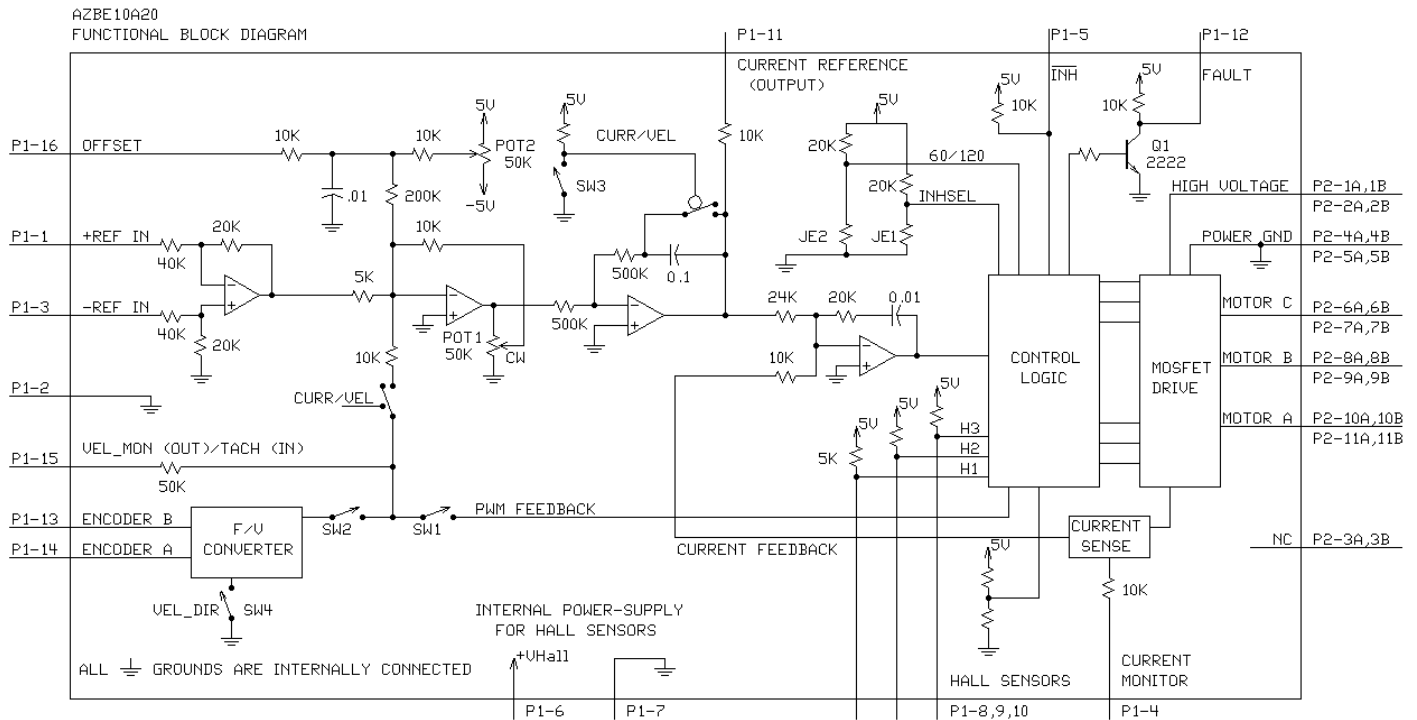 AZBE10A20
FUNCTIONAL BLOCK DIAGRAM
P1-11
P1-5
P1-12
CURRENT REFERENCE
(OUTPUT)
INH
FAULT
5V
10K
5V
10K
5V
5V
5V
P1-16
OFFSET
10K
10K
POT2
50K
-5V
CURR/VEL
SW3
10K
20K
60/120
20K
INHSEL
Q1
2222
.01
200K
HIGH VOLTAGE
P2-1A,1B
P2-2A,2B
P1-1
+REF IN
20K
40K
10K
500K
0.1
JE2
JE1
POWER GND
P2-4A,4B
P2-5A,5B
P1-3
-REF IN
40K
20K
5K
POT1
50K
CW
500K
24K
20K
0.01
10K
10K
CONTROL
LOGIC
MOSFET
DRIVE
MOTOR C
P2-6A,6B
P2-7A,7B
MOTOR B
P2-8A,8B
P2-9A,9B
MOTOR A
P2-10A,10B
P2-11A,11B
P1-2
CURR/VEL
5V
5V
5V
H3
H2
H1
5K
P1-15
VEL_MON (OUT)/TACH (IN)
50K
P1-13
ENCODER B
P1-14
ENCODER A
F/V
CONVERTER
SW2
SW1
PWM FEEDBACK
CURRENT FEEDBACK
CURRENT
SENSE
NC
P2-3A,3B
5V
10K
VEL_DIR
SW4
INTERNAL POWER-SUPPLY
FOR HALL SENSORS
+VHall
ALL GROUNDS ARE INTERNALLY CONNECTED
HALL SENSORS
CURRENT
MONITOR
P1-6
P1-7
P1-8,9,10
P1-4